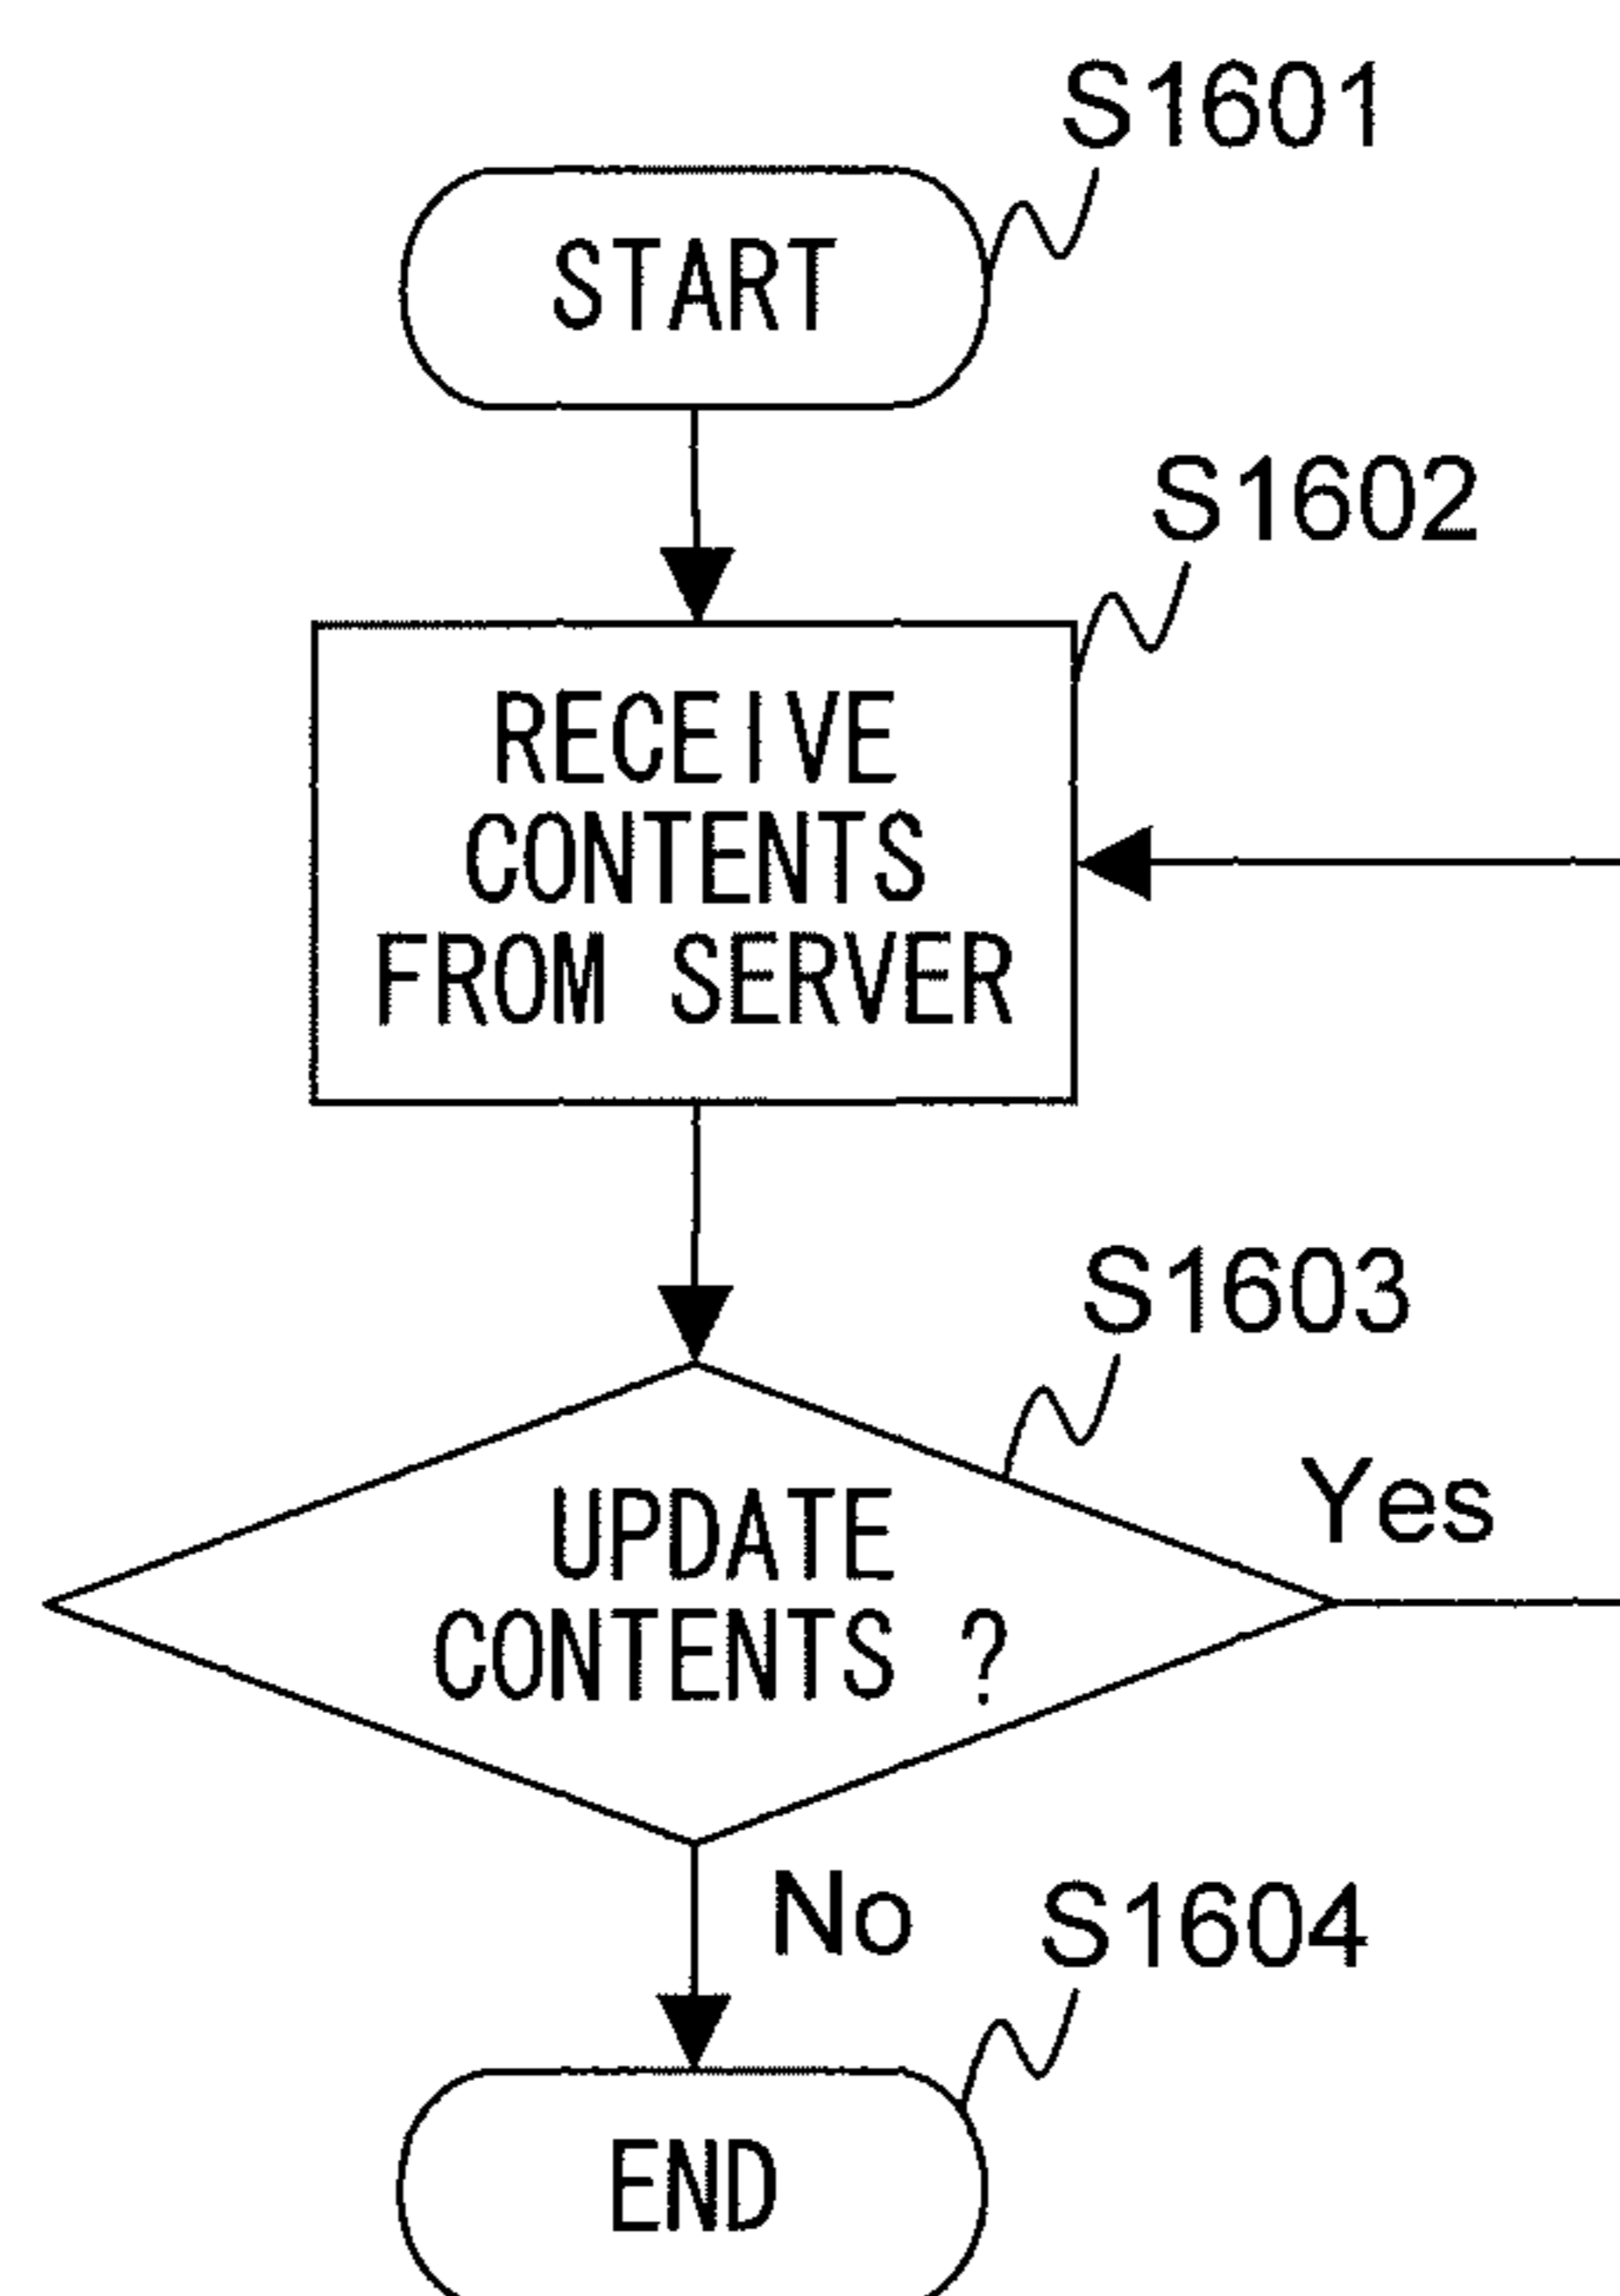 S1601
START
S1602
RECEIVE
CONTENTS
FROM SERVER
S1603
UPDATE
CONTENTS ?
Yes
No
S1604
END